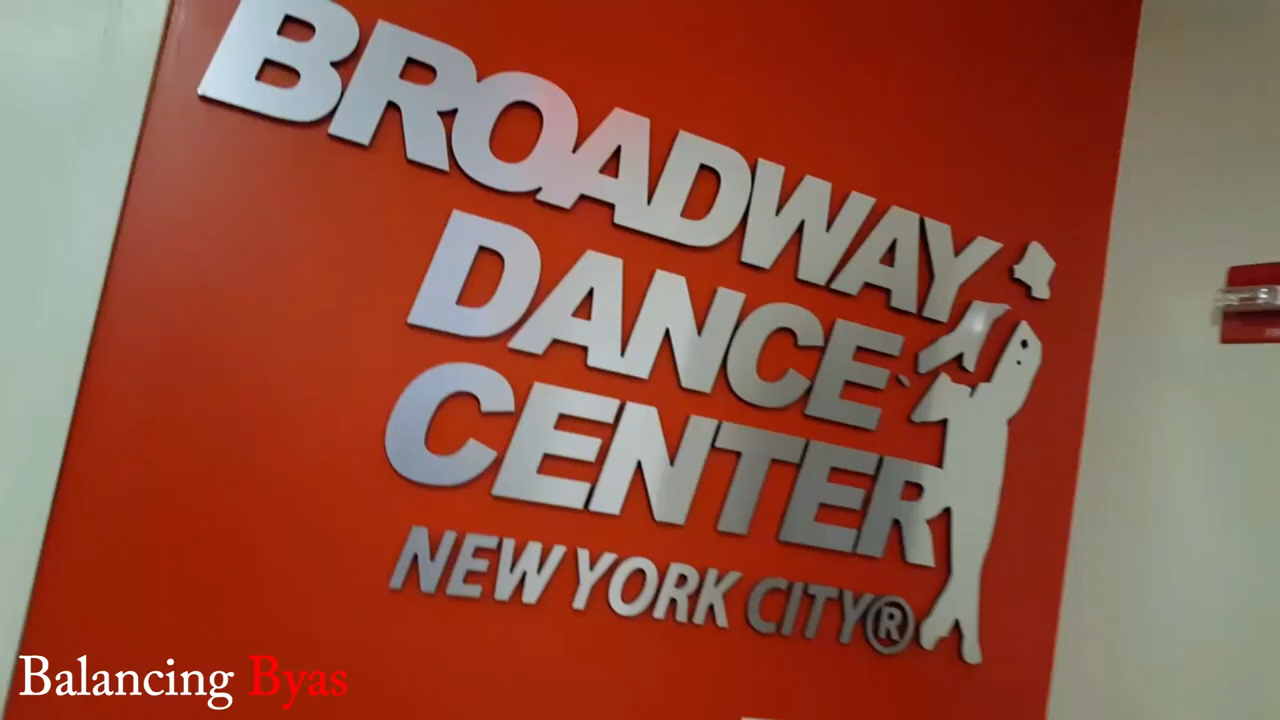 BROADWAY
DANCE
CENTER
NEW YORK CITY®
Balancing Byas